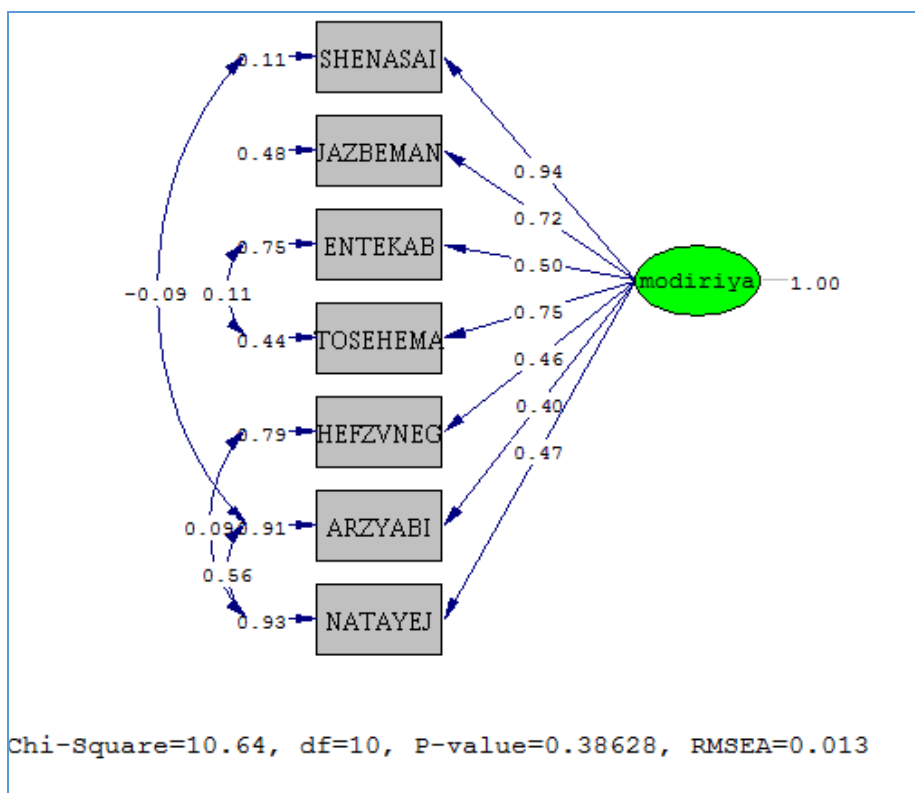 0.11 SHENASAI
0.94
0.48 JAZBEMAN
0.72
0.75 ENTEKAB
0.50
modiriya 1.00
-0.09 0.11
0.75
0.44 TOSEHEMA
0.46
0.40
0.79 HEFZVNEG
0.47
0.09 0.91 ARZYABI
0.56
0.93 NATAYEJ
Chi-Square=10.64, df=10, P-value=0.38628, RMSEA=0.013